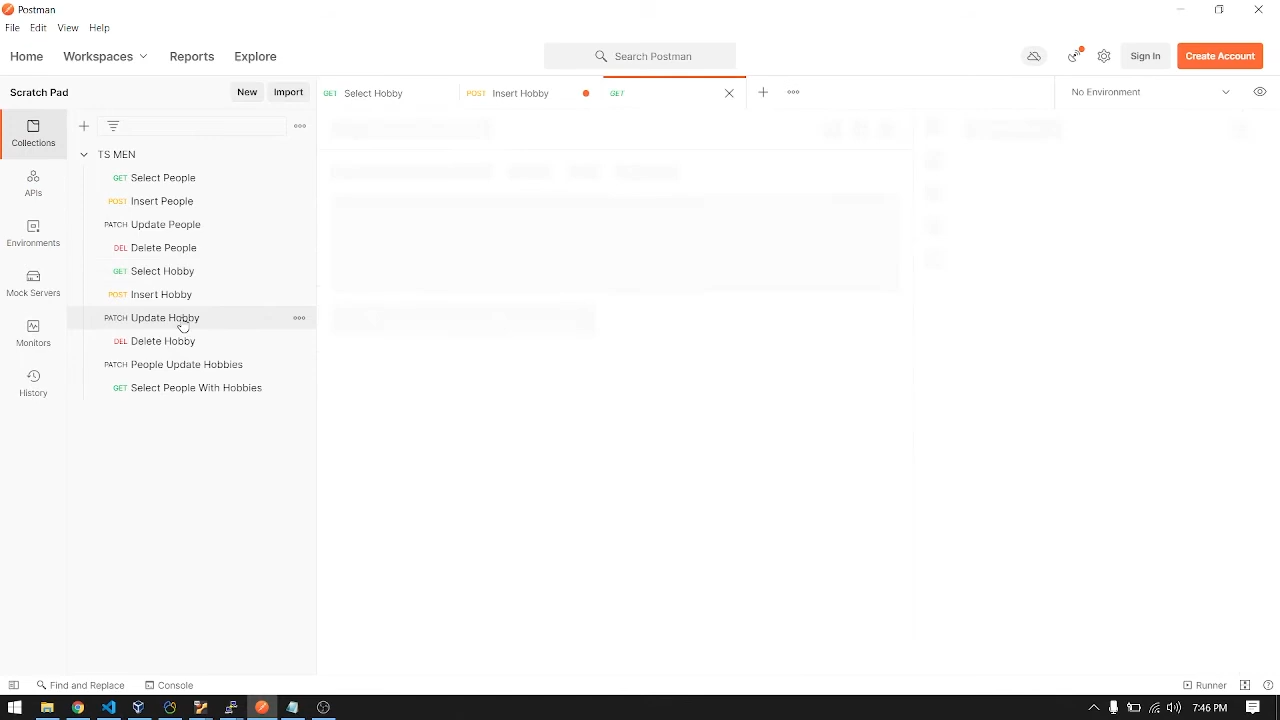 Postman
File Edit View Help
Home Workspaces Reports Explore Search Postman Sign In Create Account
Scratch Pad New Import GET Select Hobby POST Insert Hobby GET No Environment
Collections
TS MEN
GET Select People
POST Insert People
APIs
PATCH Update People
Environments
DEL Delete People
GET Select Hobby
Mock Servers
POST Insert Hobby
PATCH Update Hobby
Monitors
DEL Delete Hobby
PATCH People Update Hobbies
History
GET Select People With Hobbies
Find and Replace Console Runner
7:46 PM